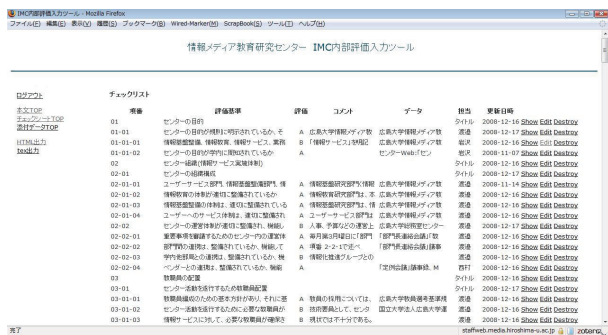 IMC内部評価入力ツール - Mozilla Firefox
ファイル(F) 編集(E) 表示(V) 履歴(S) ブックマーク(B) Wired-Marker(M) ScrapBook(S) ツール(T) ヘルプ(H)
情報メディア教育研究センター IMC内部評価入力ツール
ログアウト
本文TOP
チェックシートTOP
添付データTOP
HTML出力
tex出力
チェックリスト
項番 評価基準 評価 コメント データ 担当 更新日時
01 センターの目的 タイトル 2008-12-16 Show Edit Destroy
01-01 センターの目的が規則に明示されているか、そ A 広島大学情報メディア教 広島大学情報メディア教 渡邉 2008-12-17 Show Edit Destroy
01-01-01 情報基盤整備、情報教育、情報サービス、業務 B 「情報サービス」を明記 広島大学情報メディア教 岩沢 2008-12-16 Show Edit Destroy
01-01-02 センターの目的が学内に周知されているか A センターWeb:「セン 岩沢 2008-11-07 Show Edit Destroy
02 センター組織(情報サービス実施体制) タイトル 2008-12-16 Show Edit Destroy
02-01 センターの組織構成 タイトル 2008-12-17 Show Edit Destroy
02-01-01 ユーザーサービス部門、情報基盤整備部門、情 A 情報基盤研究部門(情報 広島大学情報メディア教 渡邉 2008-11-14 Show Edit Destroy
02-01-02 情報教育の体制が適切に整備されているか A 情報教育研究部門は、本 広島大学情報メディア教 渡邉 2008-12-16 Show Edit Destroy
02-01-03 情報基盤整備の体制は、適切に整備されている A 情報基盤研究部門は、情 広島大学情報メディア教 渡邉 2008-12-16 Show Edit Destroy
02-01-04 ユーザーへのサービス体制は、適切に整備され A ユーザーサービス部門は 広島大学情報メディア教 渡邉 2008-12-16 Show Edit Destroy
02-02 センターの運営体制が適切に整備され、機能し B 人事、予算などの運営上 広島大学総務室センター 渡邉 2008-12-17 Show Edit Destroy
02-02-01 重要事項を審議するためのセンター内の運営体 A 毎月第3月曜日に「部門 「部門長連絡会議」「教 渡邉 2008-12-16 Show Edit Destroy
02-02-02 部門間の連携は、整備されているか、機能して A 項番 2-2-1で述べ 「部門長連絡会議」議事 渡邉 2008-12-16 Show Edit Destroy
02-02-03 学内他部局との連携は、整備されているか、機 B 情報化推進グループとの 渡邉 2008-12-16 Show Edit Destroy
02-02-04 ベンダーとの連携は、整備されているか、機能 A 「定例会議」議事録、M 西村 2008-12-16 Show Edit Destroy
03 教職員の配置 タイトル 2008-12-16 Show Edit Destroy
03-01 センター活動を遂行するため教職員配置 タイトル 2008-12-17 Show Edit Destroy
03-01-01 教職員編成のための基本方針があり、それに基 A 教員の採用については、 広島大学教員選考基準規 渡邉 2008-12-16 Show Edit Destroy
03-01-02 センター活動を遂行するために必要な教職員が B 技術職員として、センタ 国立大学法人広島大学運 渡邉 2008-12-16 Show Edit Destroy
03-01-03 情報サービスに対して、必要な教職員が確保さ B 現状では不十分である。 渡邉 2008-12-16 Show Edit Destroy
完了 staffweb.media.hiroshima-u.ac.jp zotero